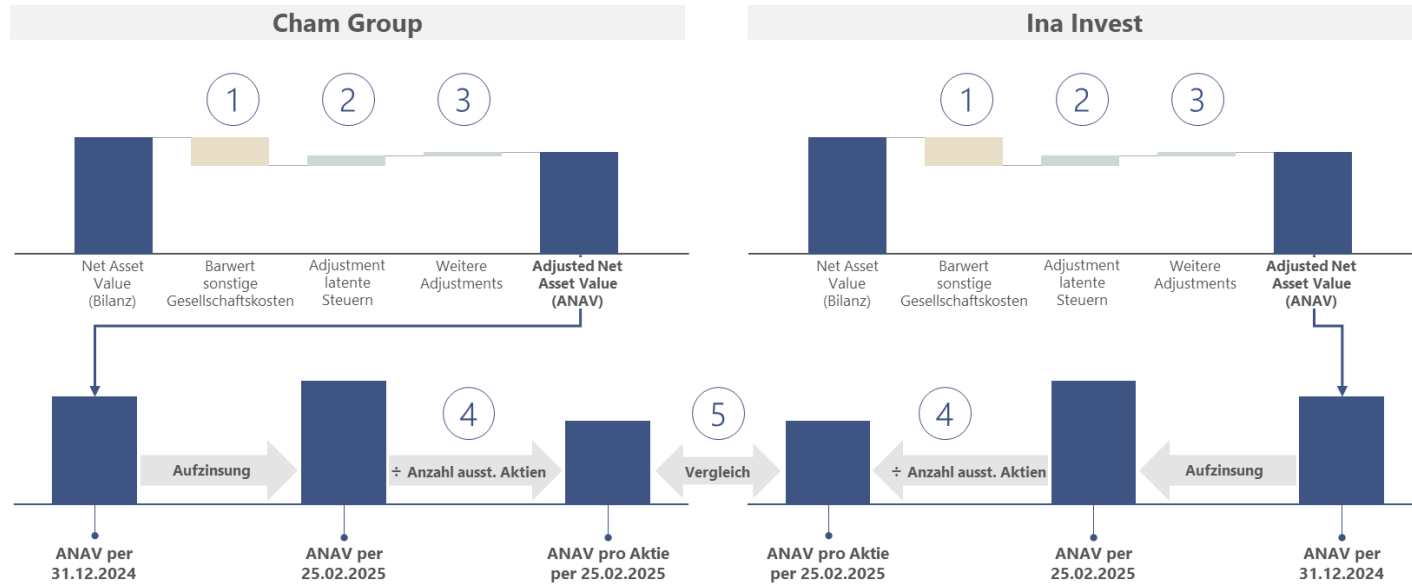 Cham Group
1
2
3
Net Asset
Value
(Bilanz)
Barwert
sonstige
Gesellschaftskosten
Adjustment
latente
Steuern
Weitere
Adjustments
Adjusted Net
Asset Value
(ANAV)
Ina Invest
1
2
3
Net Asset
Value
(Bilanz)
Barwert
sonstige
Gesellschaftskosten
Adjustment
latente
Steuern
Weitere
Adjustments
Adjusted Net
Asset Value
(ANAV)
Aufzinsung
4
÷ Anzahl ausst. Aktien
5
Vergleich
4
÷ Anzahl ausst. Aktien
Aufzinsung
ANAV per
31.12.2024
ANAV per
25.02.2025
ANAV pro Aktie
per 25.02.2025
ANAV pro Aktie
per 25.02.2025
ANAV per
25.02.2025
ANAV per
31.12.2024